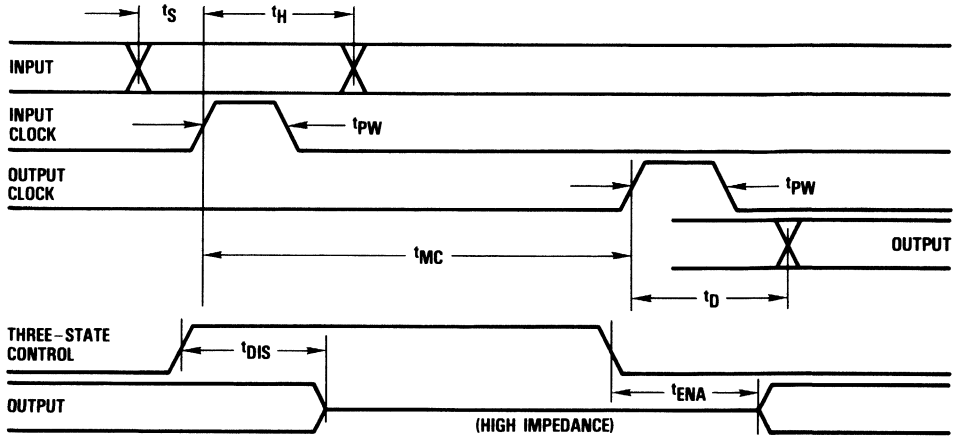 tS
tH
INPUT
INPUT
CLOCK
tPW
OUTPUT
CLOCK
tPW
OUTPUT
tMC
tD
THREE-STATE
CONTROL
tDIS
tENA
OUTPUT
(HIGH IMPEDANCE)